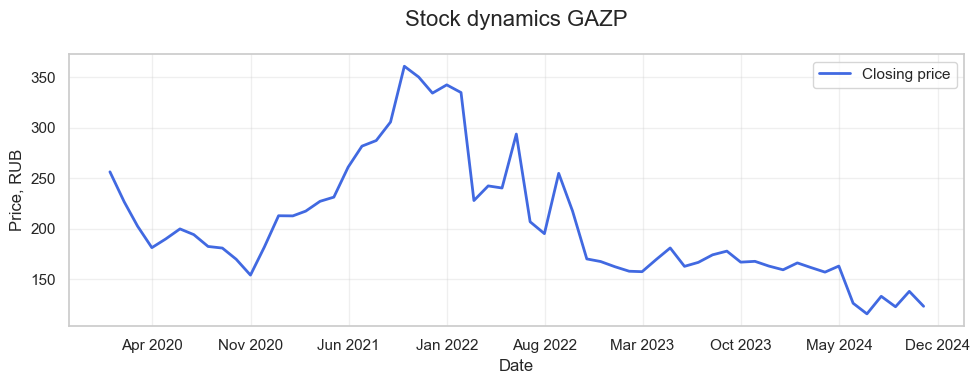 Stock dynamics GAZP
Closing price
Price, RUB
350
300
250
200
150
Apr 2020 Nov 2020 Jun 2021 Jan 2022 Aug 2022 Mar 2023 Oct 2023 May 2024 Dec 2024
Date